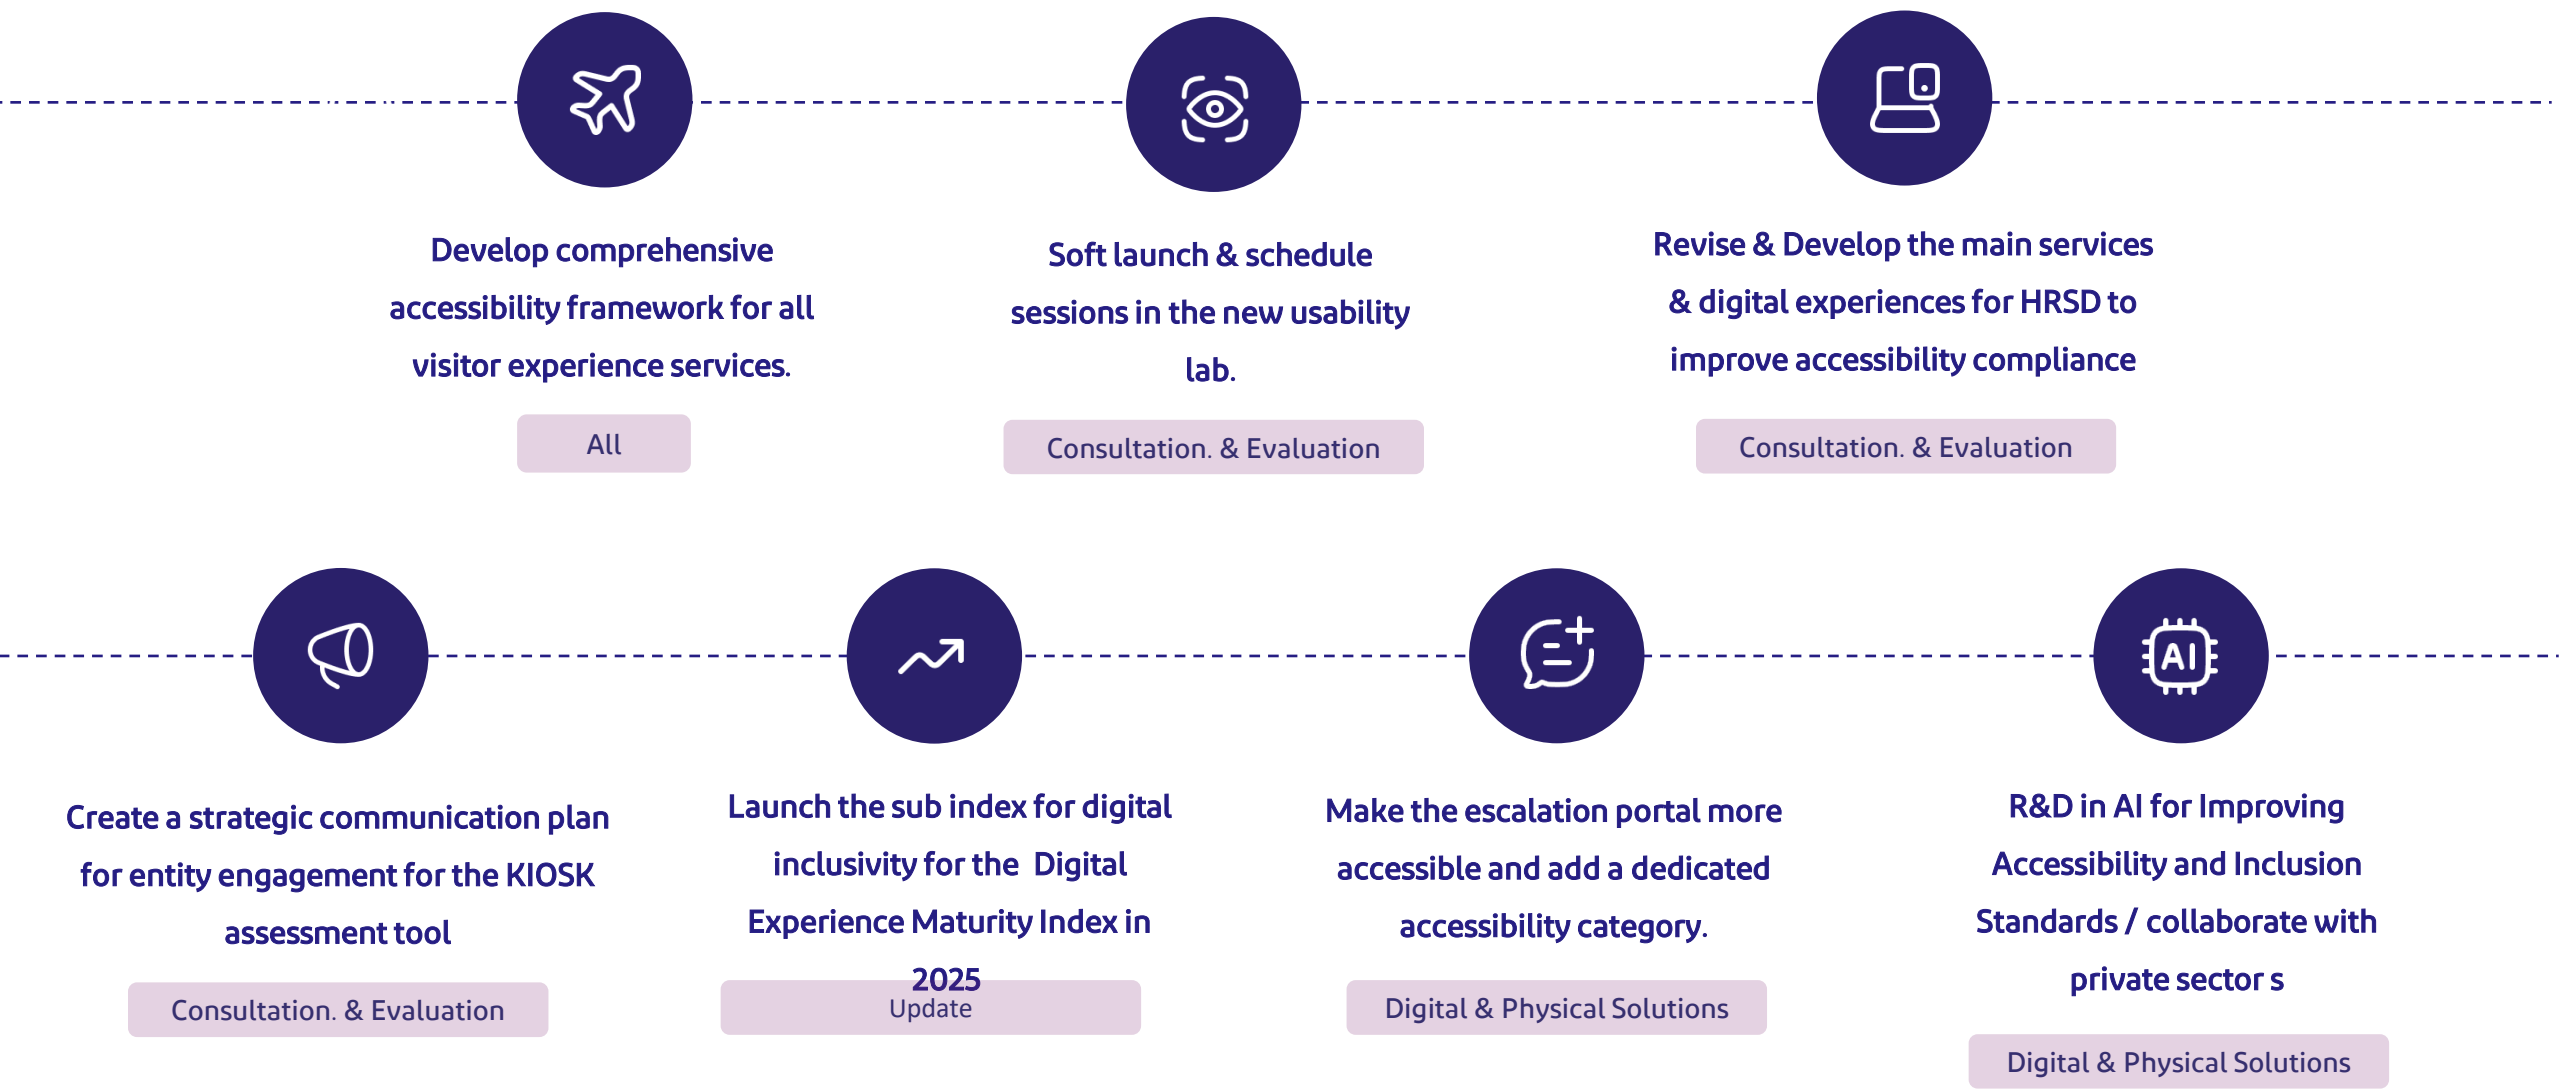 Develop comprehensive
accessibility framework for all
visitor experience services.
All
Soft launch & schedule
sessions in the new usability
lab.
Consultation. & Evaluation
Revise & Develop the main services
& digital experiences for HRSD to
improve accessibility compliance
Consultation. & Evaluation
Create a strategic communication plan
for entity engagement for the KIOSK
assessment tool
Consultation. & Evaluation
Launch the sub index for digital
inclusivity for the  Digital
Experience Maturity Index in
2025
Update
Make the escalation portal more
accessible and add a dedicated
accessibility category.
Digital & Physical Solutions
AI
R&D in AI for Improving
Accessibility and Inclusion
Standards / collaborate with
private sector s
Digital & Physical Solutions